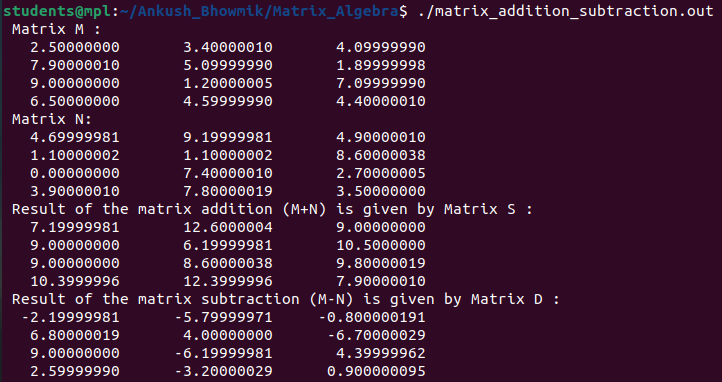 students@mpl:~/Ankush_Bhowmik/Matrix_Algebra$ ./matrix_addition_subtraction.out
Matrix M :
2.50000000 3.40000010 4.09999990
7.90000010 5.09999990 1.89999998
9.00000000 1.20000005 7.09999990
6.50000000 4.59999990 4.40000010
Matrix N:
4.69999981 9.19999981 4.90000010
1.10000002 1.10000002 8.60000038
0.00000000 7.40000010 2.70000005
3.90000010 7.80000019 3.50000000
Result of the matrix addition (M+N) is given by Matrix S :
7.19999981 12.6000004 9.00000000
9.00000000 6.19999981 10.5000000
9.00000000 8.60000038 9.80000019
10.3999996 12.3999996 7.90000010
Result of the matrix subtraction (M-N) is given by Matrix D :
-2.19999981 -5.79999971 -0.800000191
6.80000019 4.00000000 -6.70000029
9.00000000 -6.19999981 4.39999962
2.59999990 -3.20000029 0.900000095